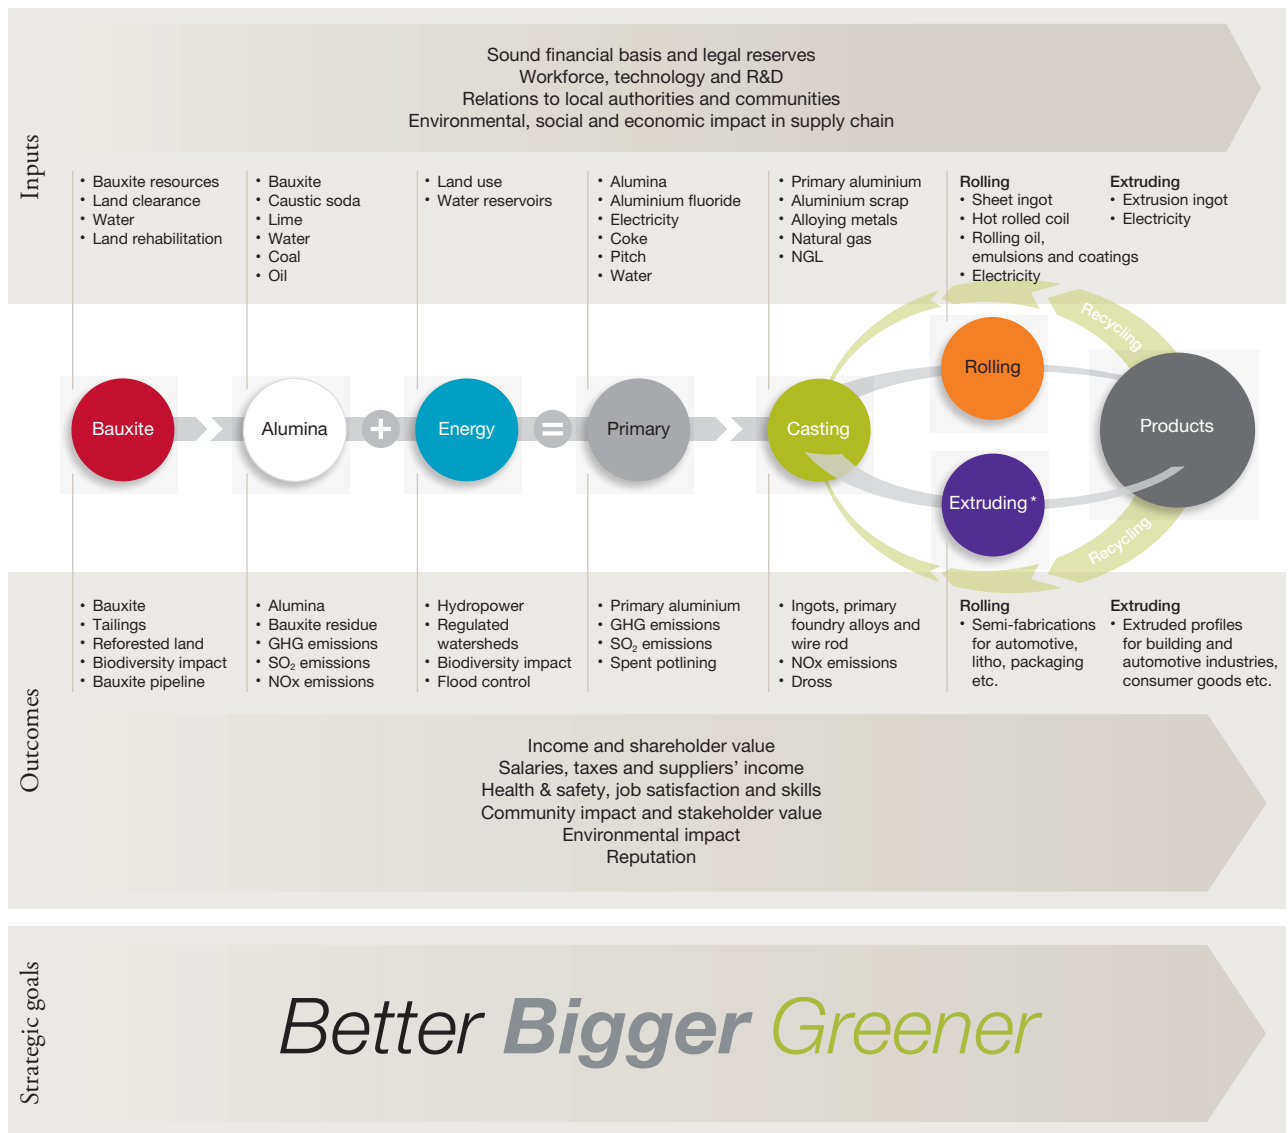 Inputs
Sound financial basis and legal reserves
Workforce, technology and R&D
Relations to local authorities and communities
Environmental, social and economic impact in supply chain
• Bauxite resources
• Land clearance
• Water
• Land rehabilitation
• Bauxite
• Caustic soda
• Lime
• Water
• Coal
• Oil
• Land use
• Water reservoirs
• Alumina
• Aluminium fluoride
• Electricity
• Coke
• Pitch
• Water
• Primary aluminium
• Aluminium scrap
• Alloying metals
• Natural gas
• NGL
Rolling
• Sheet ingot
• Hot rolled coil
• Rolling oil,
emulsions and coatings
• Electricity
Extruding
• Extrusion ingot
• Electricity
Bauxite
Alumina
+
Energy
=
Primary
Casting
Rolling
Extruding *
Products
Recycling
Recycling
Outcomes
• Bauxite
• Tailings
• Reforested land
• Biodiversity impact
• Bauxite pipeline
• Alumina
• Bauxite residue
• GHG emissions
• SO₂ emissions
• NOx emissions
• Hydropower
• Regulated
watersheds
• Biodiversity impact
• Flood control
• Primary aluminium
• GHG emissions
• SO₂ emissions
• Spent potlining
• Ingots, primary
foundry alloys and
wire rod
• NOx emissions
• Dross
Rolling
• Semi-fabrications
for automotive,
litho, packaging
etc.
Extruding
• Extruded profiles
for building and
automotive industries,
consumer goods etc.
Income and shareholder value
Salaries, taxes and suppliers' income
Health & safety, job satisfaction and skills
Community impact and stakeholder value
Environmental impact
Reputation
Strategic goals
Better Bigger Greener